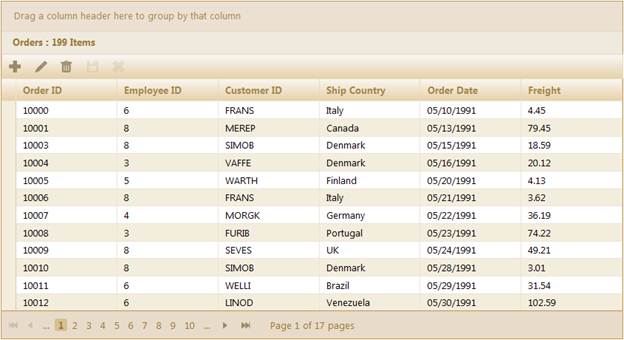 Drag a column header here to group by that column
Orders : 199 Items
Order ID Employee ID Customer ID Ship Country Order Date Freight
10000 6 FRANS Italy 05/10/1991 4.45
10001 8 MEREP Canada 05/13/1991 79.45
10003 8 SIMOB Denmark 05/15/1991 18.59
10004 3 VAFFE Denmark 05/16/1991 20.12
10005 5 WARTH Finland 05/20/1991 4.13
10006 8 FRANS Italy 05/21/1991 3.62
10007 4 MORGK Germany 05/22/1991 36.19
10008 3 FURIB Portugal 05/23/1991 74.22
10009 8 SEVES UK 05/24/1991 49.21
10010 8 SIMOB Denmark 05/28/1991 3.01
10011 6 WELLI Brazil 05/29/1991 31.54
10012 6 LINOD Venezuela 05/30/1991 102.59
... 1 2 3 4 5 6 7 8 9 10 ... Page 1 of 17 pages